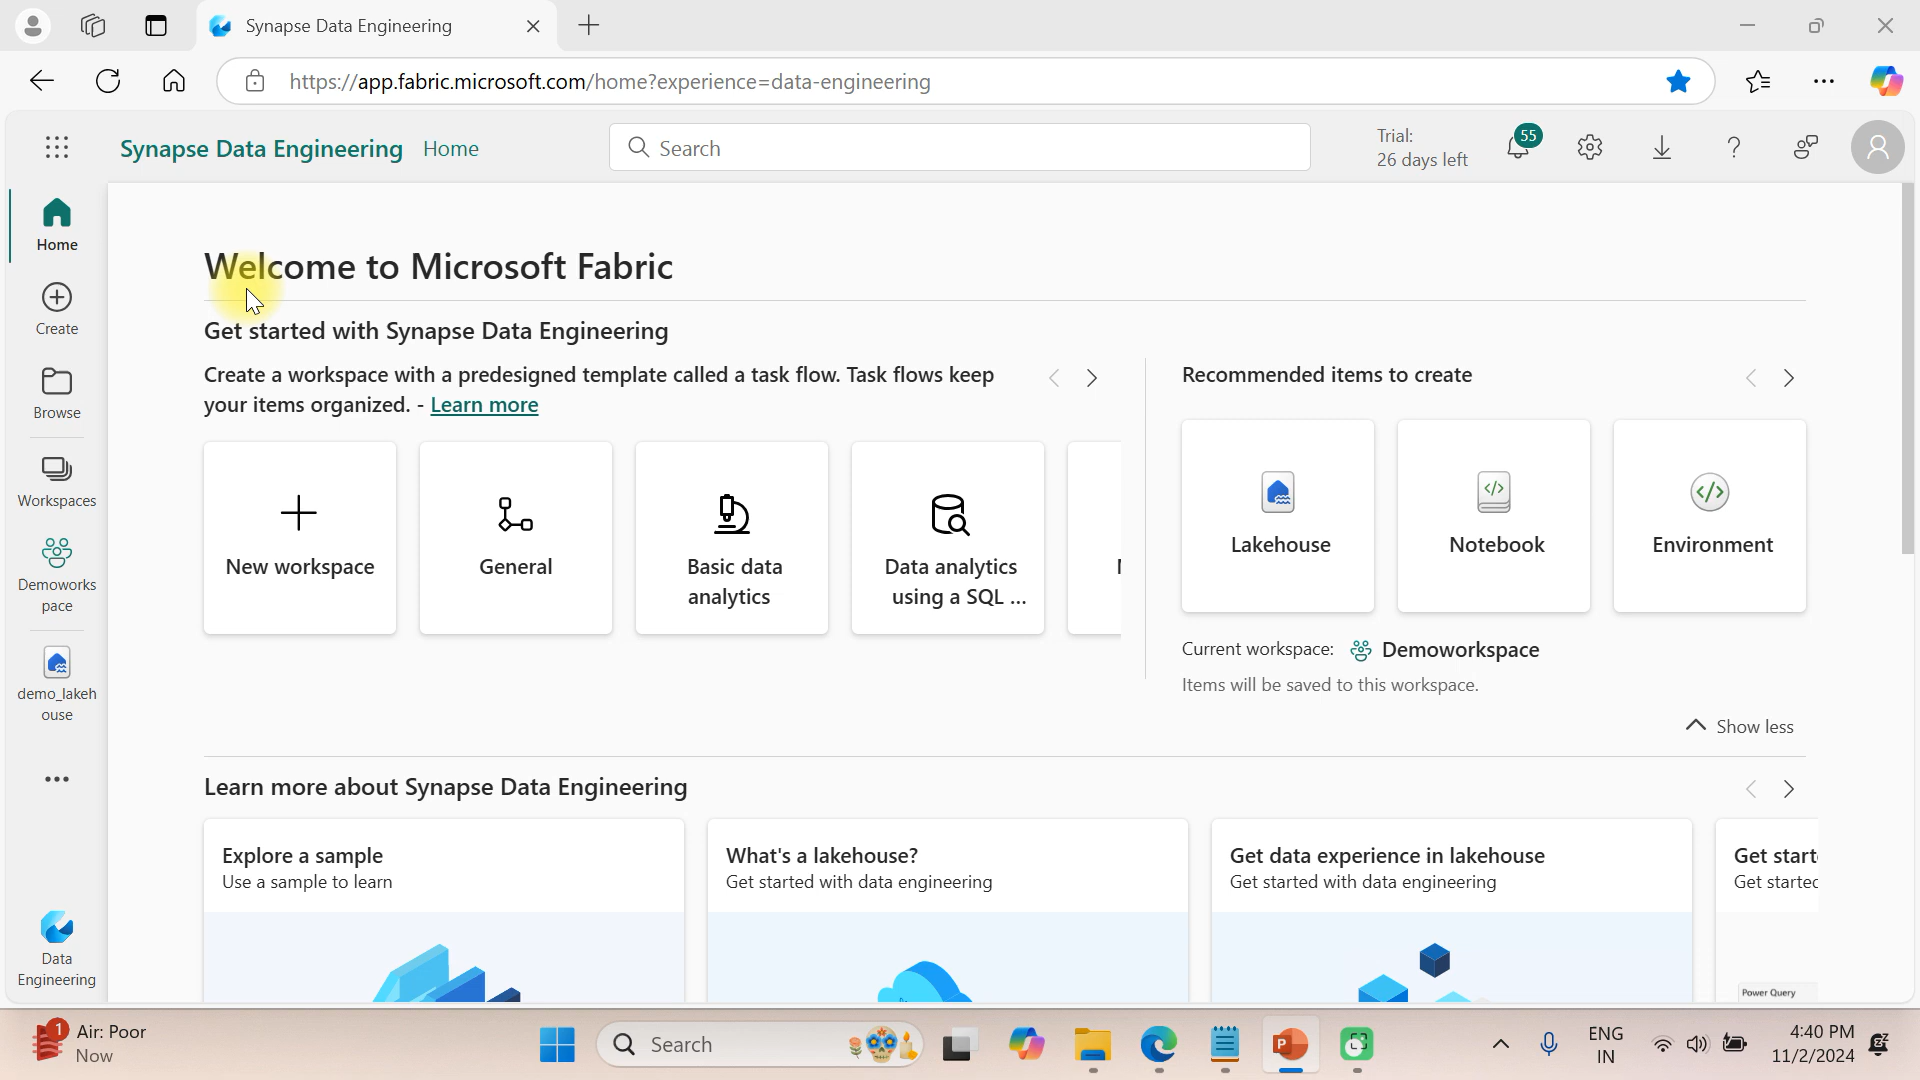 Synapse Data Engineering
https://app.fabric.microsoft.com/home?experience=data-engineering
Synapse Data Engineering Home
Search
Trial:
26 days left
55
Home
Create
Browse
Workspaces
Demoworks
pace
demo_lakeh
ouse
Data
Engineering
Welcome to Microsoft Fabric
Get started with Synapse Data Engineering
Create a workspace with a predesigned template called a task flow. Task flows keep
your items organized. - Learn more
New workspace
General
Basic data
analytics
Data analytics
using a SQL ...
Recommended items to create
Lakehouse
Notebook
Environment
Current workspace: Demoworkspace
Items will be saved to this workspace.
Show less
Learn more about Synapse Data Engineering
Explore a sample
Use a sample to learn
What's a lakehouse?
Get started with data engineering
Get data experience in lakehouse
Get started with data engineering
Get start
Get started
Power Query
1
Air: Poor
Now
Search
ENG
IN
4:40 PM
11/2/2024